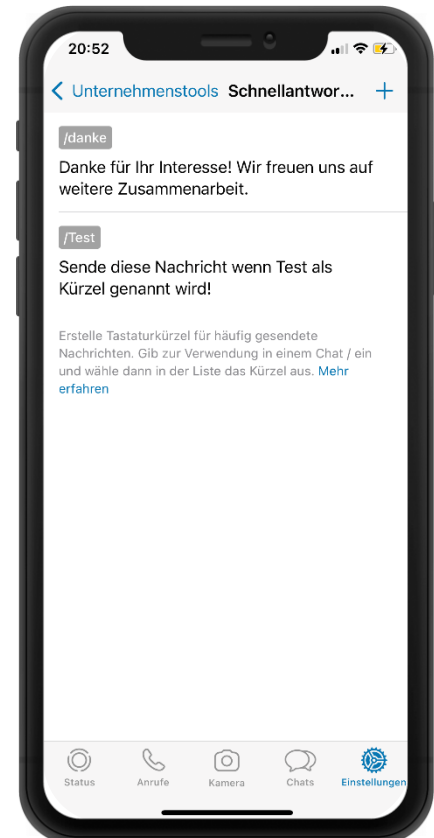 20:52
Unternehmenstools Schnellantwor...
/danke
Danke für Ihr Interesse! Wir freuen uns auf
weitere Zusammenarbeit.
/Test
Sende diese Nachricht wenn Test als
Kürzel genannt wird!
Erstelle Tastaturkürzel für häufig gesendete
Nachrichten. Gib zur Verwendung in einem Chat / ein
und wähle dann in der Liste das Kürzel aus. Mehr
erfahren
Status Anrufe Kamera Chats Einstellungen